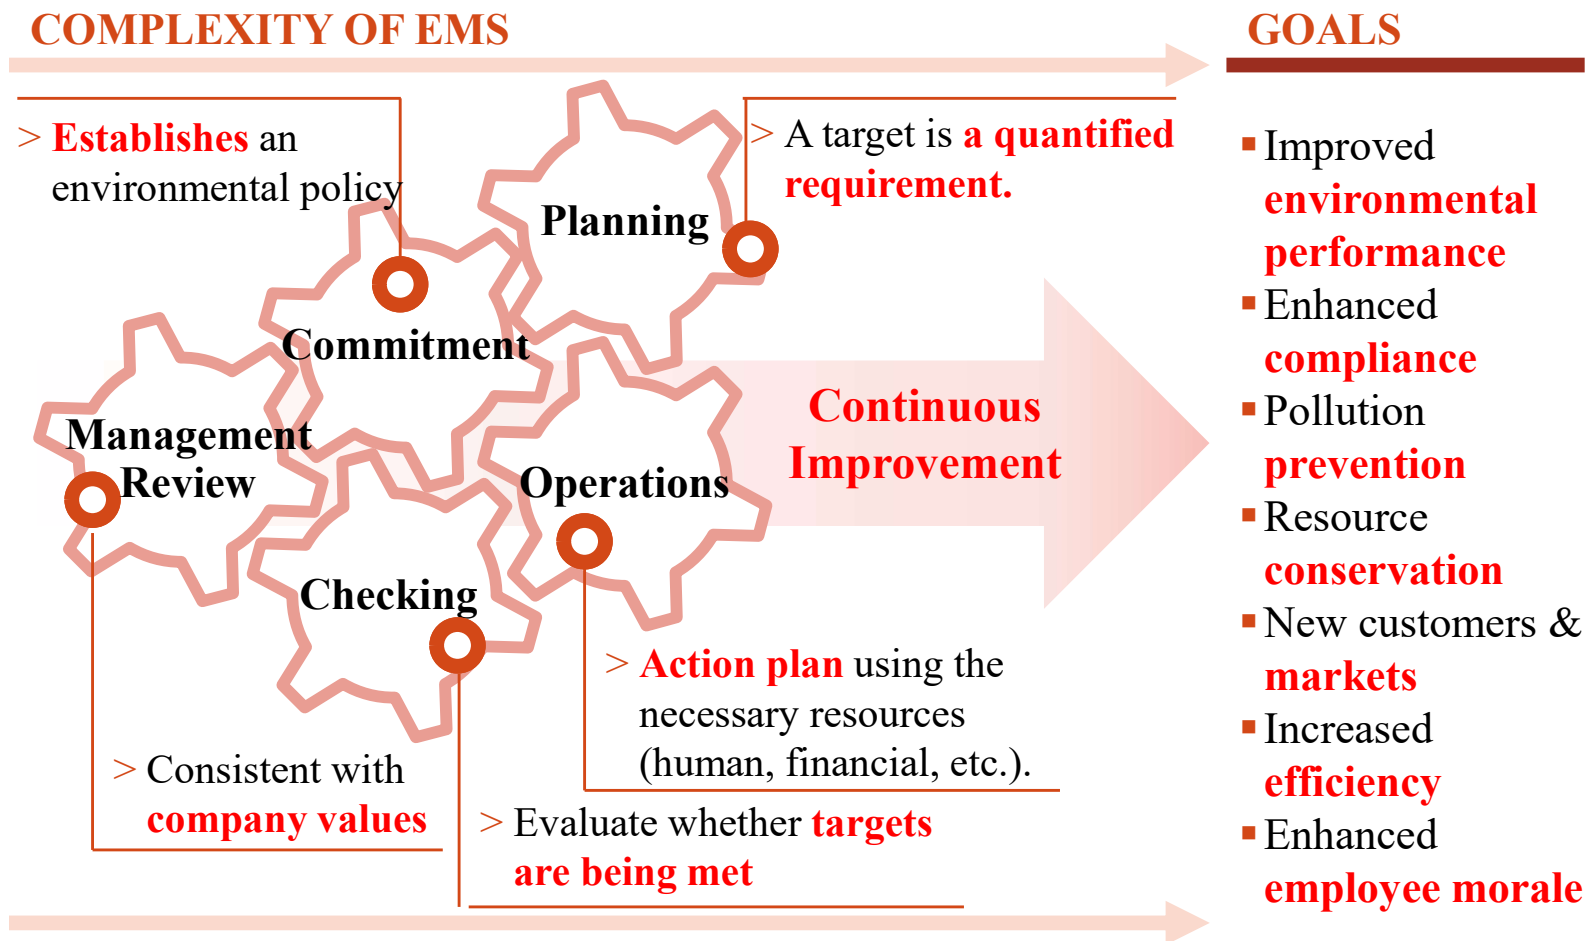 COMPLEXITY OF EMS
GOALS
> Establishes an
environmental policy
> A target is a quantified
requirement.
Planning
Commitment
Management
Review
Operations
Checking
Continuous
Improvement
> Action plan using the
necessary resources
(human, financial, etc.).
> Consistent with
company values
> Evaluate whether targets
are being met
▪ Improved
environmental
performance
▪ Enhanced
compliance
▪ Pollution
prevention
▪ Resource
conservation
▪ New customers &
markets
▪ Increased
efficiency
▪ Enhanced
employee morale